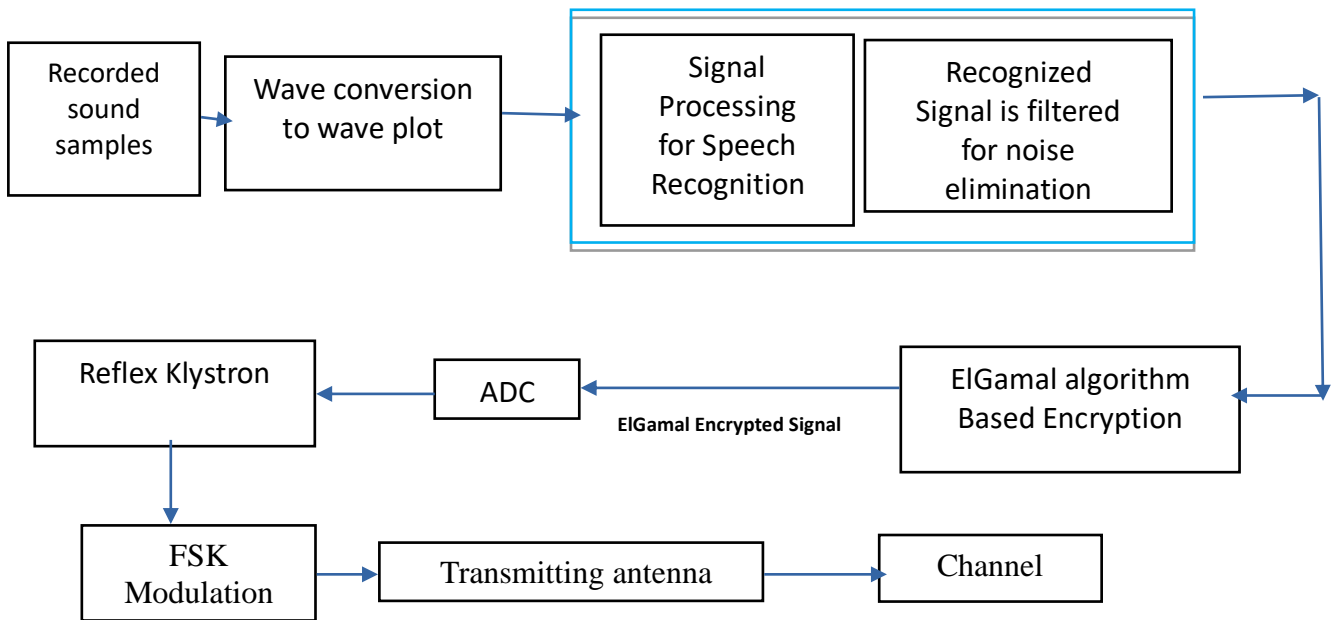 Recorded
sound
samples
Wave conversion
to wave plot
Signal
Processing
for Speech
Recognition
Recognized
Signal is filtered
for noise
elimination
Reflex Klystron
ADC
ElGamal Encrypted Signal
ElGamal algorithm
Based Encryption
FSK
Modulation
Transmitting antenna
Channel